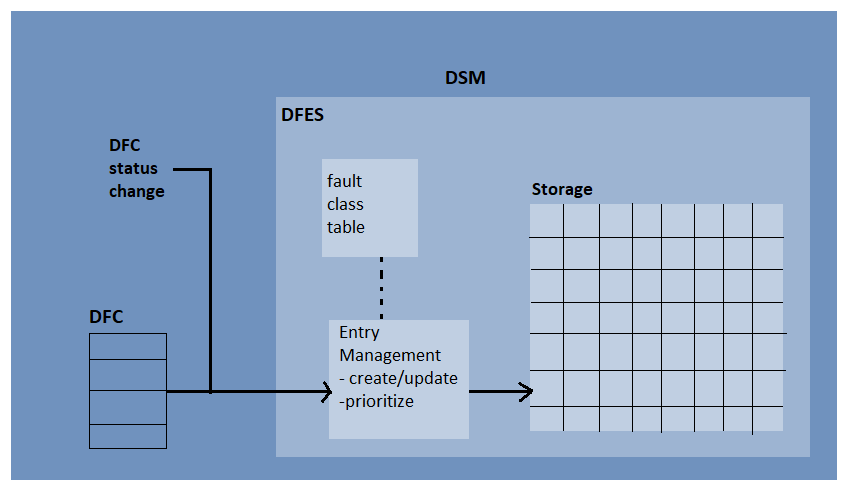 DSM
DFES
DFC
status
change
fault
class
table
Storage
DFC
Entry
Management
- create/update
-prioritize